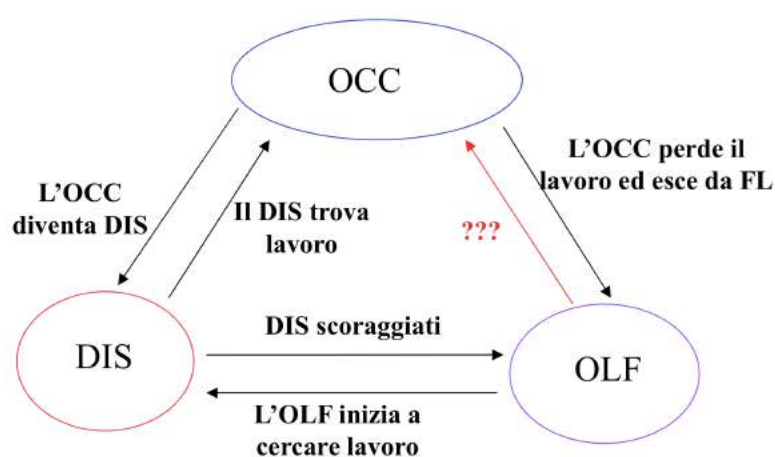 OCC
L'OCC perde il
lavoro ed esce da FL
L'OCC
diventa DIS
Il DIS trova
lavoro
???
DIS
DIS scoraggiati
OLF
L'OLF inizia a
cercare lavoro